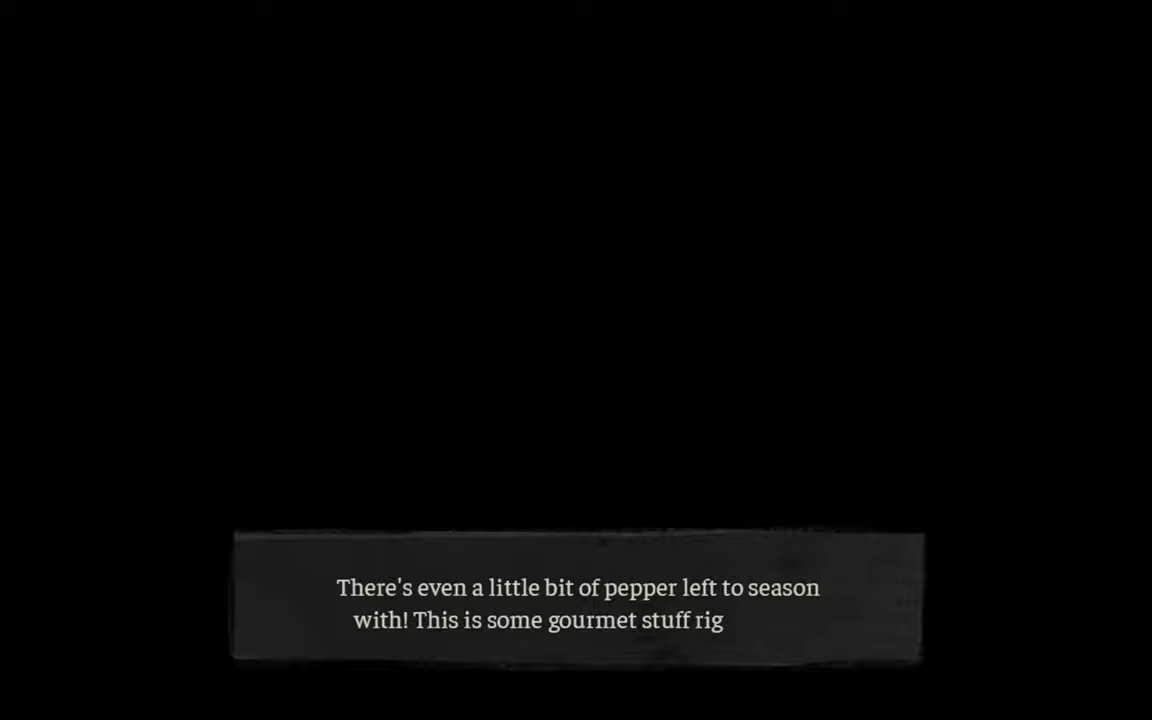 There's even a little bit of pepper left to season
with! This is some gourmet stuff rig